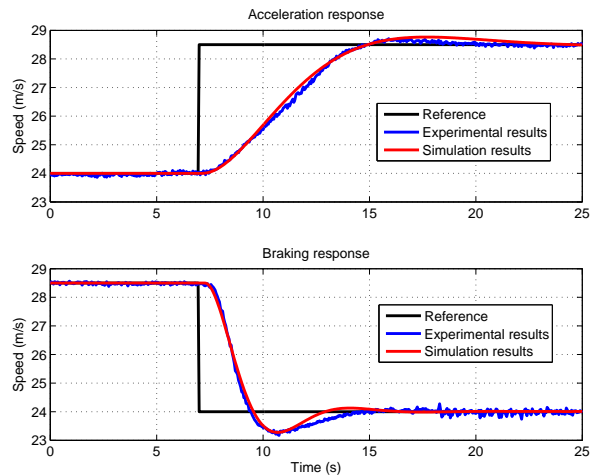 Acceleration response
29
28
27
26
25
24
23
Speed (m/s)
0 5 10 15 20 25
Reference
Experimental results
Simulation results
Braking response
29
28
27
26
25
24
23
Speed (m/s)
0 5 10 15 20 25
Time (s)
Reference
Experimental results
Simulation results